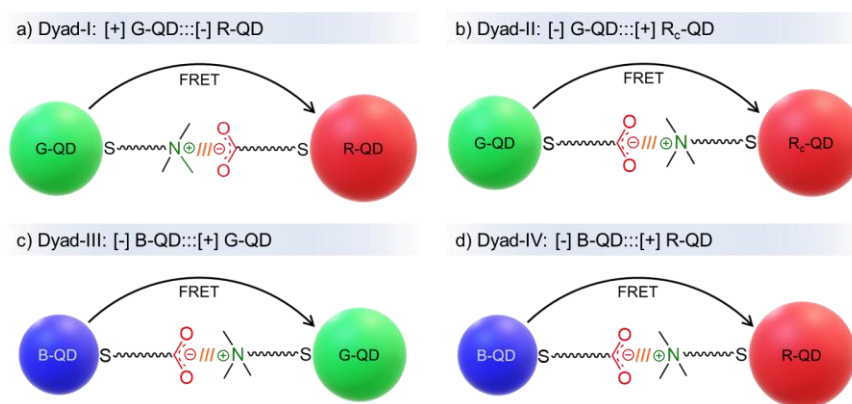 a) Dyad-I: [+] G-QD:::[-] R-QD
FRET
G-QD S N ⊕ /// ⊖ O O S R-QD
b) Dyad-II: [-] G-QD:::[+] Rc-QD
FRET
G-QD S O O ⊖ /// ⊕ N S Rc-QD
c) Dyad-III: [-] B-QD:::[+] G-QD
FRET
B-QD S O O ⊖ /// ⊕ N S G-QD
d) Dyad-IV: [-] B-QD:::[+] R-QD
FRET
B-QD S O O ⊖ /// ⊕ N S R-QD